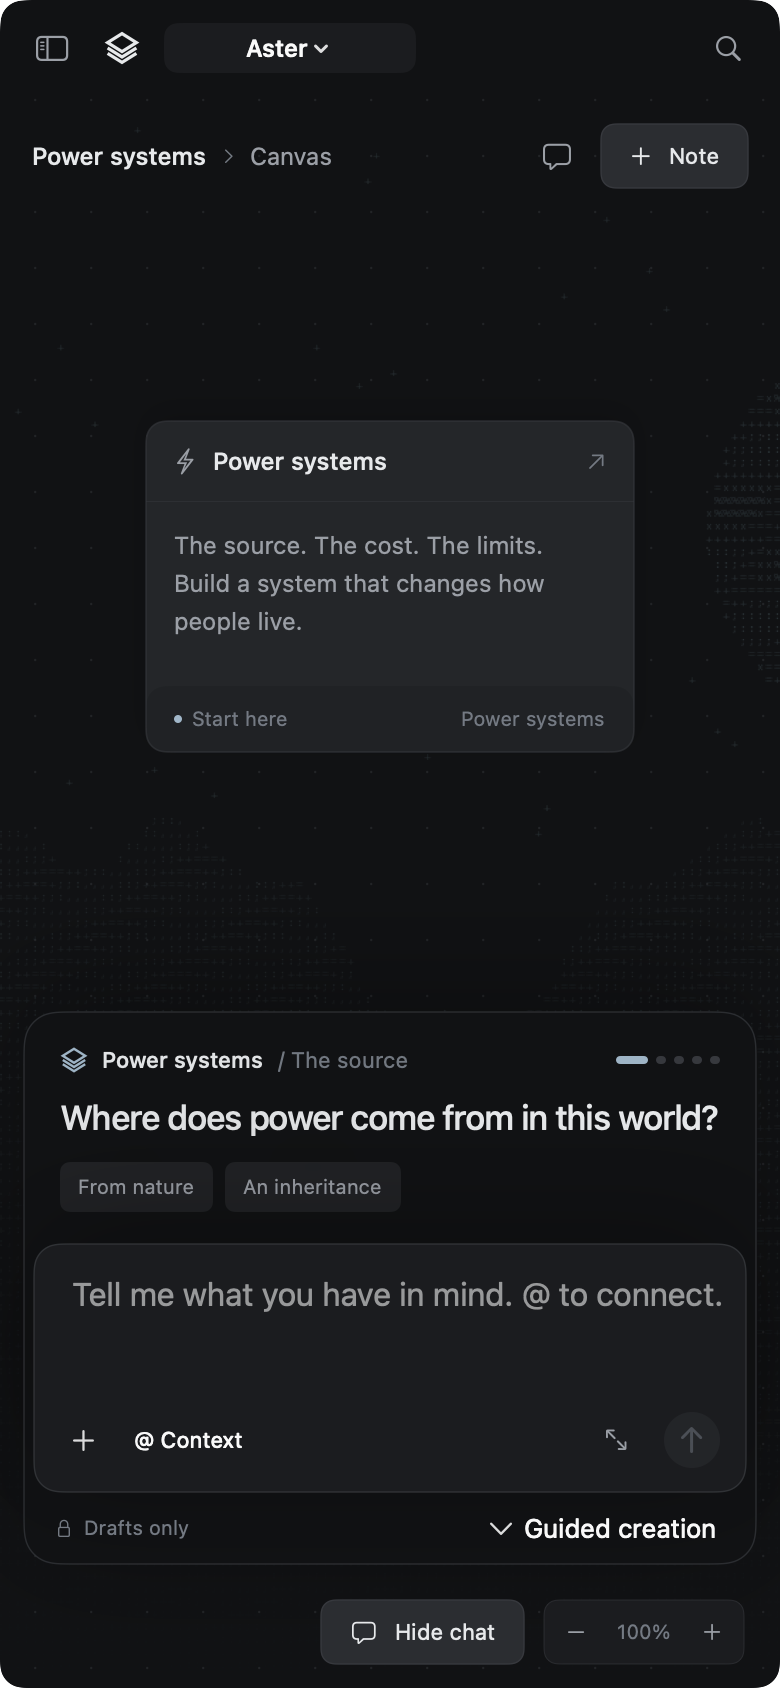 Aster
Power systems > Canvas
+ Note
Power systems
The source. The cost. The limits.
Build a system that changes how
people live.
Start here
Power systems
Power systems / The source
Where does power come from in this world?
From nature
An inheritance
Tell me what you have in mind. @ to connect.
@ Context
Drafts only
Guided creation
Hide chat
− 100% +